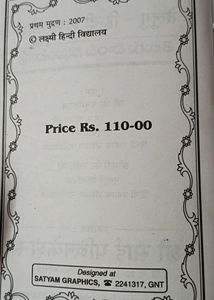 प्रथम मुद्रण : 2007
© लक्ष्मी हिन्दी विद्यालय
Price Rs. 110-00
Designed at
SATYAM GRAPHICS, ☎ 2241317, GNT